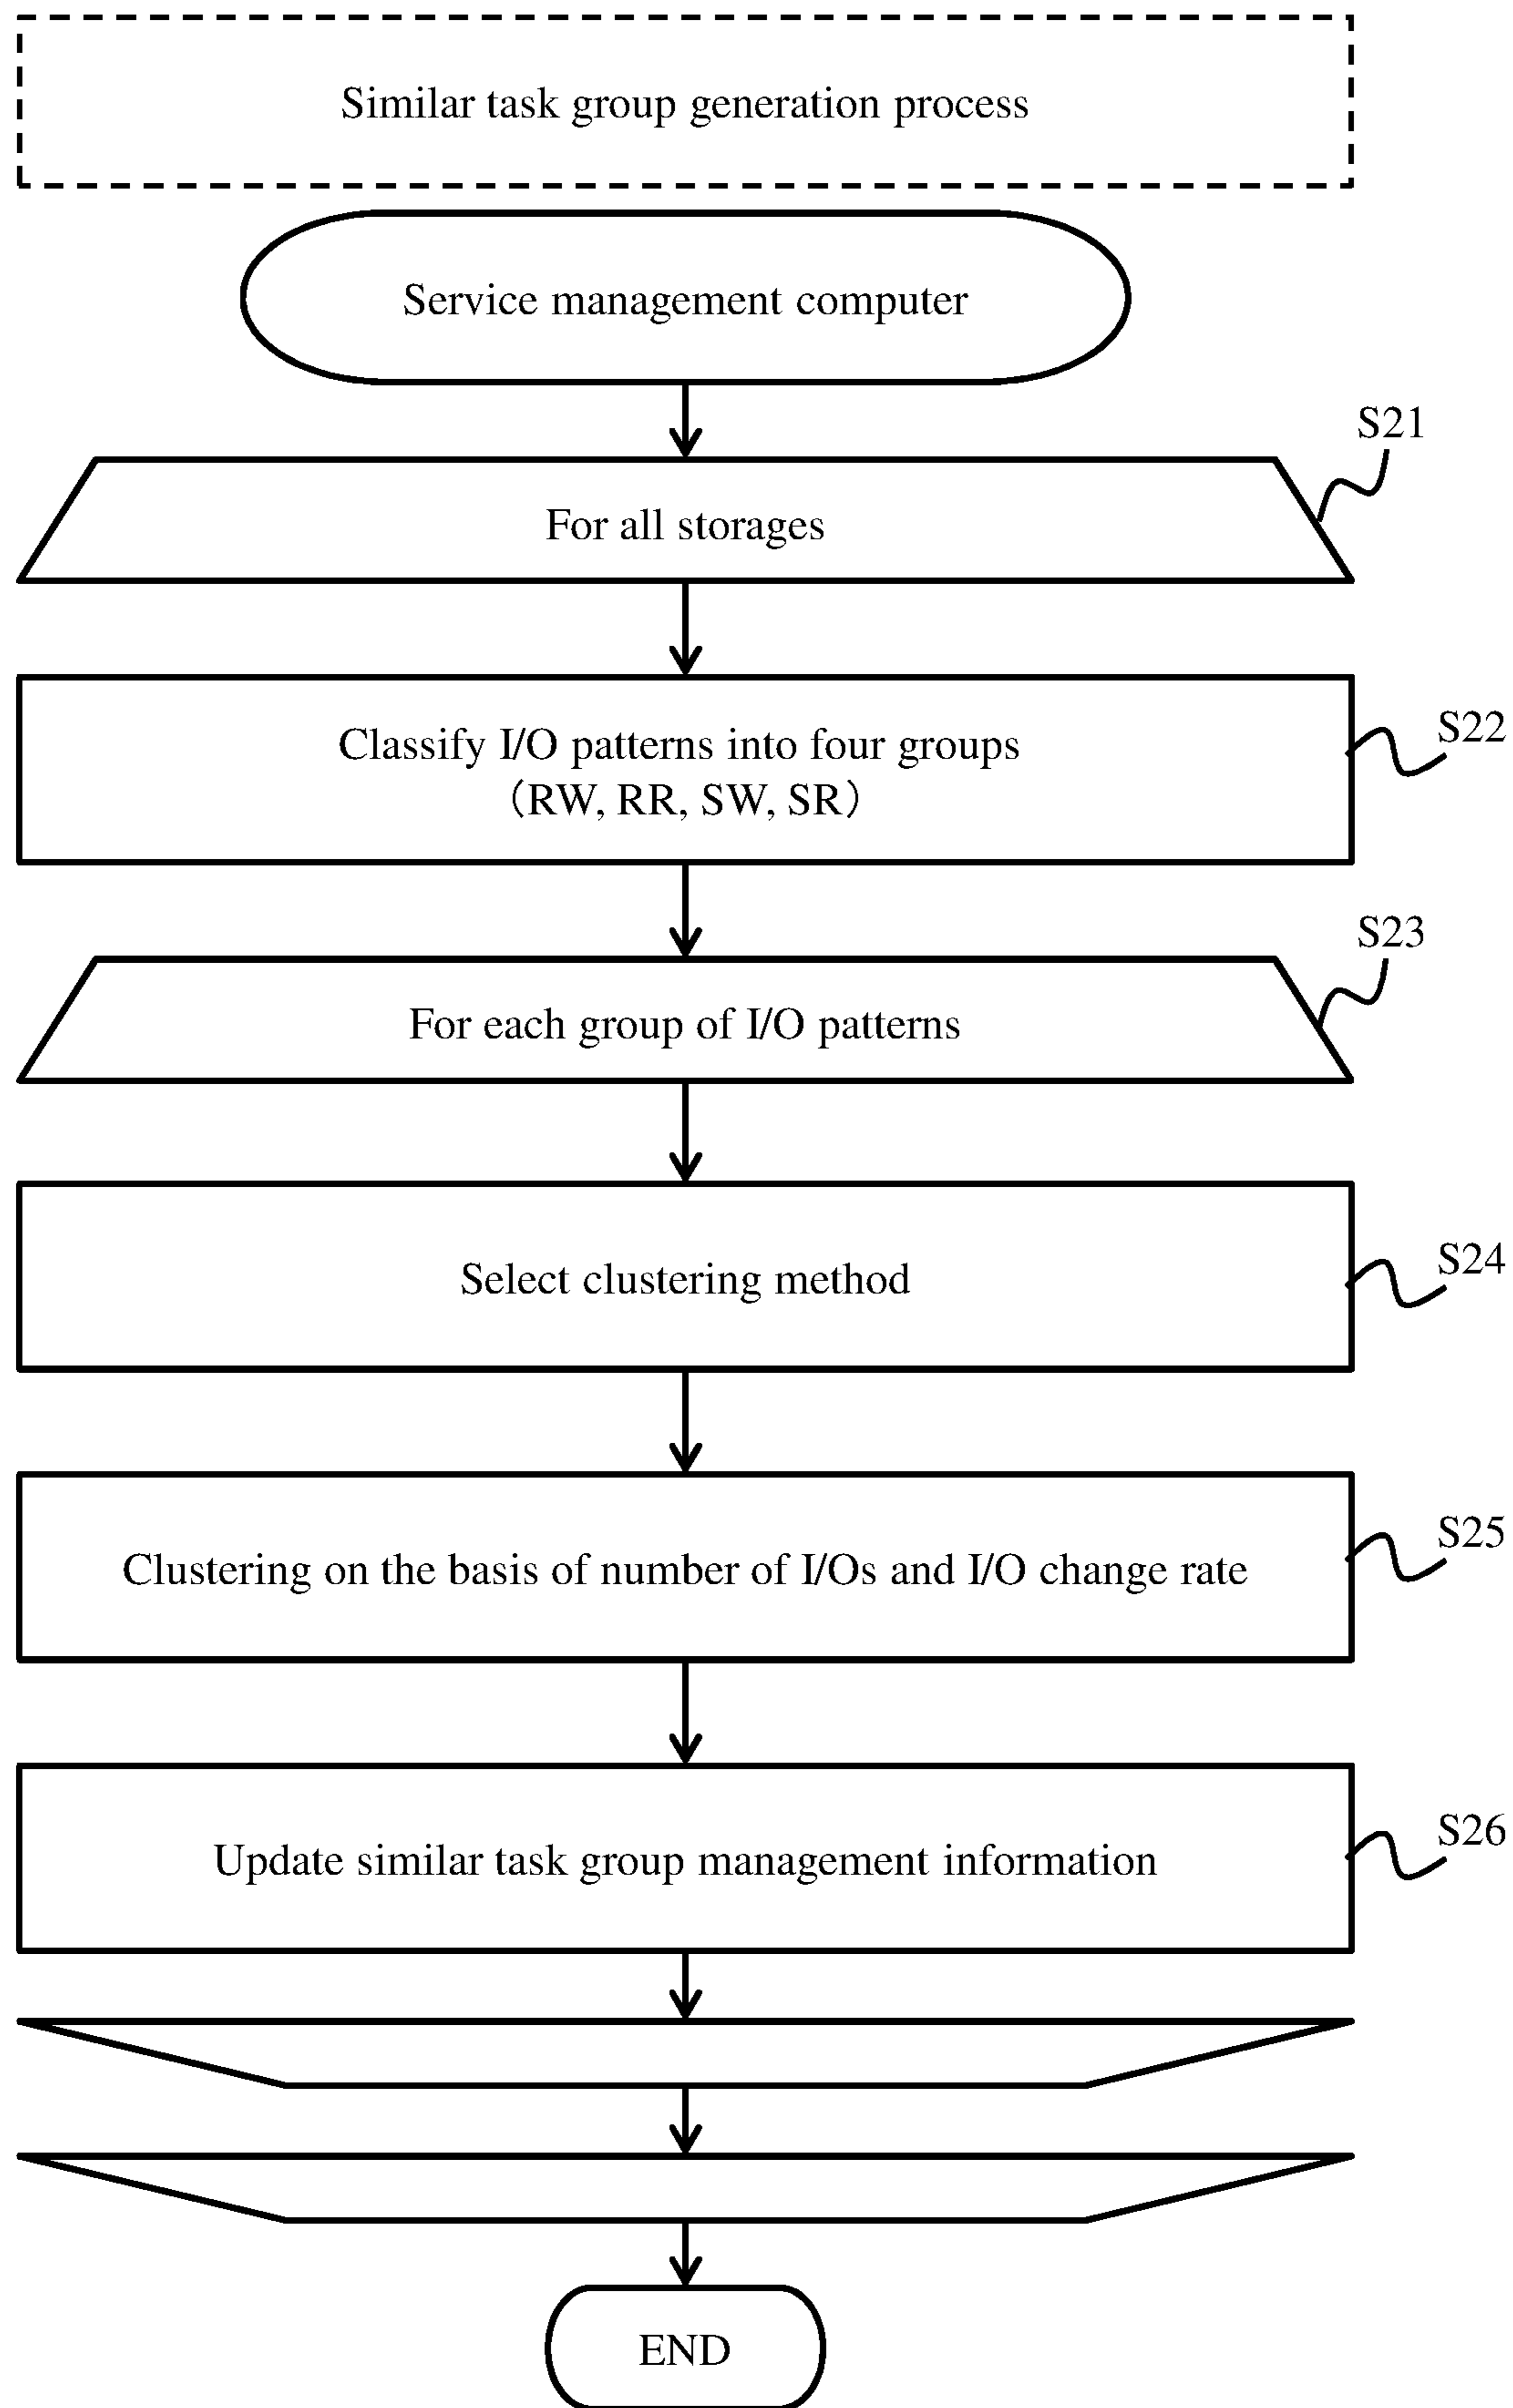 Similar task group generation process
Service management computer
S21
For all storages
S22
Classify I/O patterns into four groups
(RW, RR, SW, SR)
S23
For each group of I/O patterns
S24
Select clustering method
S25
Clustering on the basis of number of I/Os and I/O change rate
S26
Update similar task group management information
END